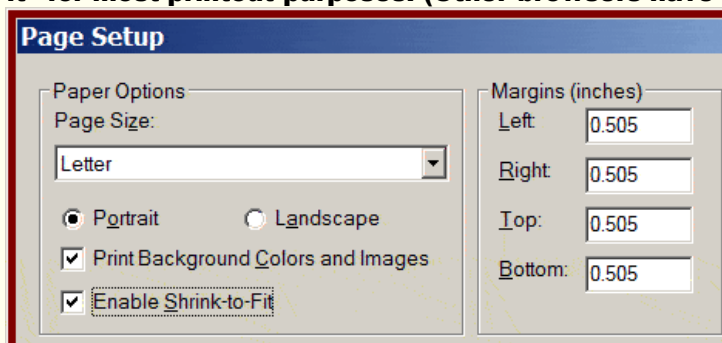 Page Setup
Paper Options
Page Size:
Letter
Portrait Landscape
Print Background Colors and Images
Enable Shrink-to-Fit
Margins (inches)
Left: 0.505
Right: 0.505
Top: 0.505
Bottom: 0.505